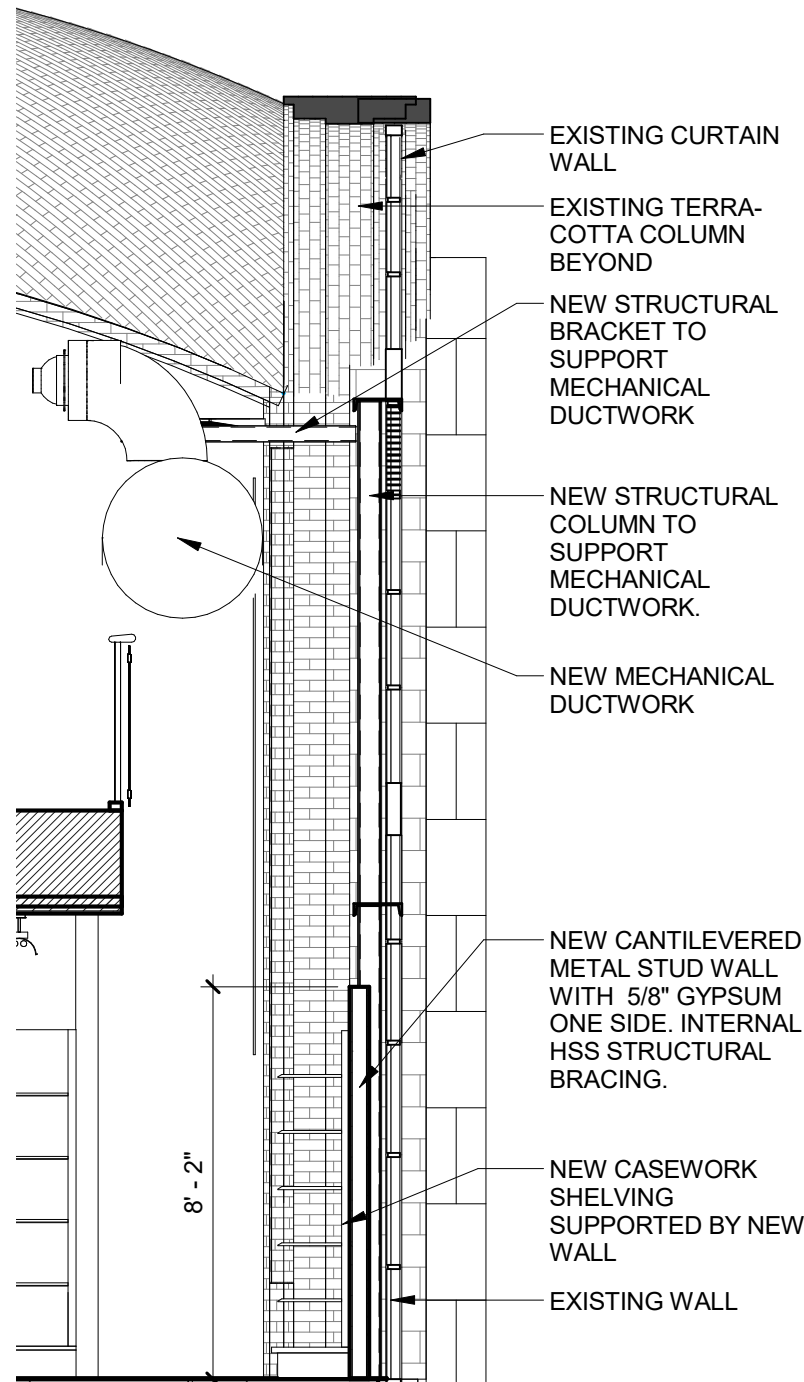 EXISTING CURTAIN
WALL
EXISTING TERRA-
COTTA COLUMN
BEYOND
NEW STRUCTURAL
BRACKET TO
SUPPORT
MECHANICAL
DUCTWORK
NEW STRUCTURAL
COLUMN TO
SUPPORT
MECHANICAL
DUCTWORK.
NEW MECHANICAL
DUCTWORK
NEW CANTILEVERED
METAL STUD WALL
WITH 5/8" GYPSUM
ONE SIDE. INTERNAL
HSS STRUCTURAL
BRACING.
8' - 2"
NEW CASEWORK
SHELVING
SUPPORTED BY NEW
WALL
EXISTING WALL